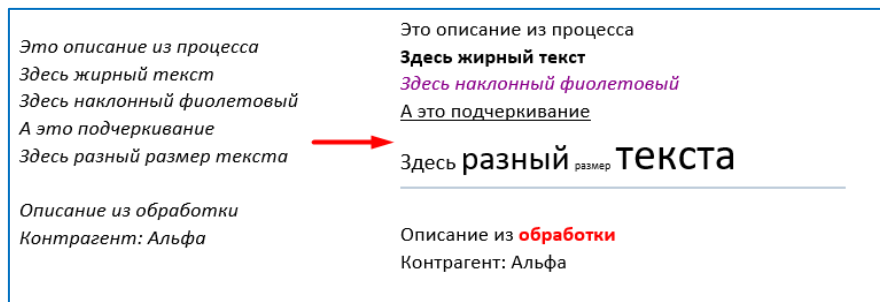 Это описание из процесса
Здесь жирный текст
Здесь наклонный фиолетовый
А это подчеркивание
Здесь разный размер текста
Описание из обработки
Контрагент: Альфа
Это описание из процесса
Здесь жирный текст
Здесь наклонный фиолетовый
А это подчеркивание
Здесь разный размер текста
Описание из обработки
Контрагент: Альфа